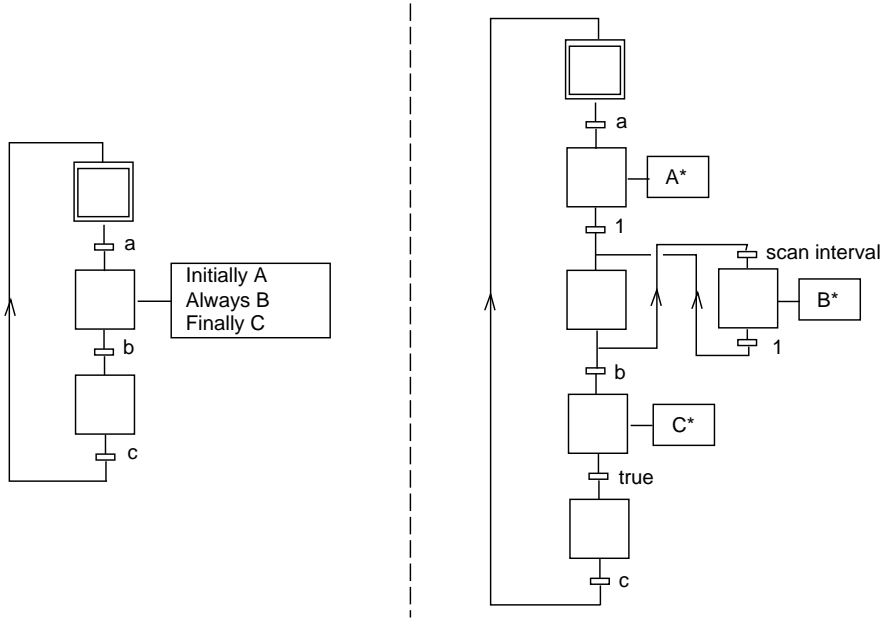 a
Initially A
Always B
Finally C
b
c
a
A*
1
scan interval
B*
1
b
C*
true
c